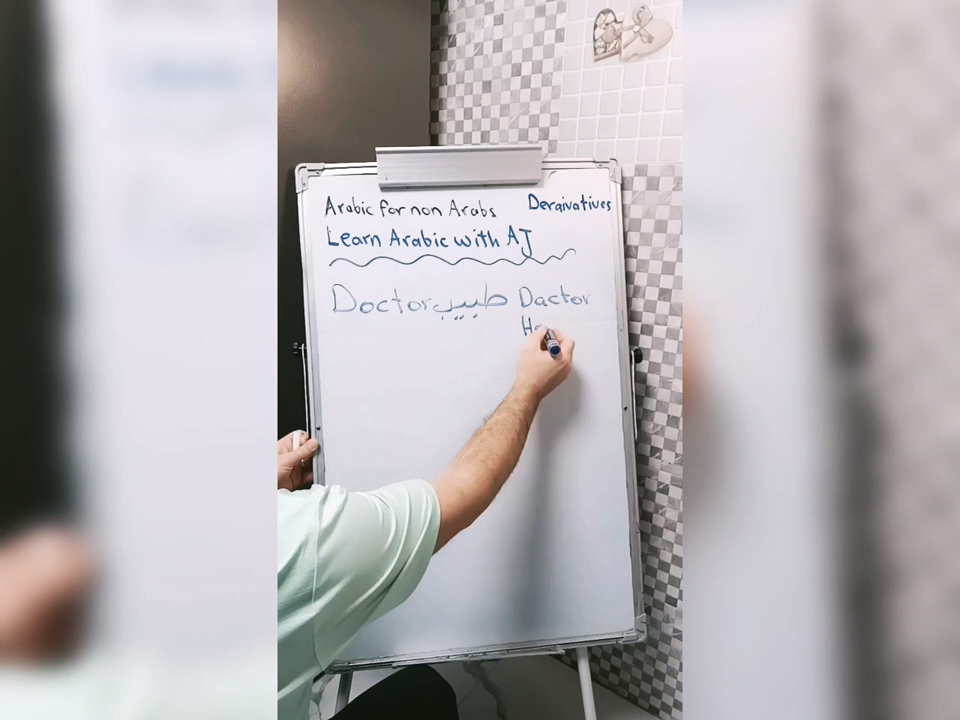 Arabic for non Arabs Deraivatives
Learn Arabic with AJ
Doctor طبيب Dactor